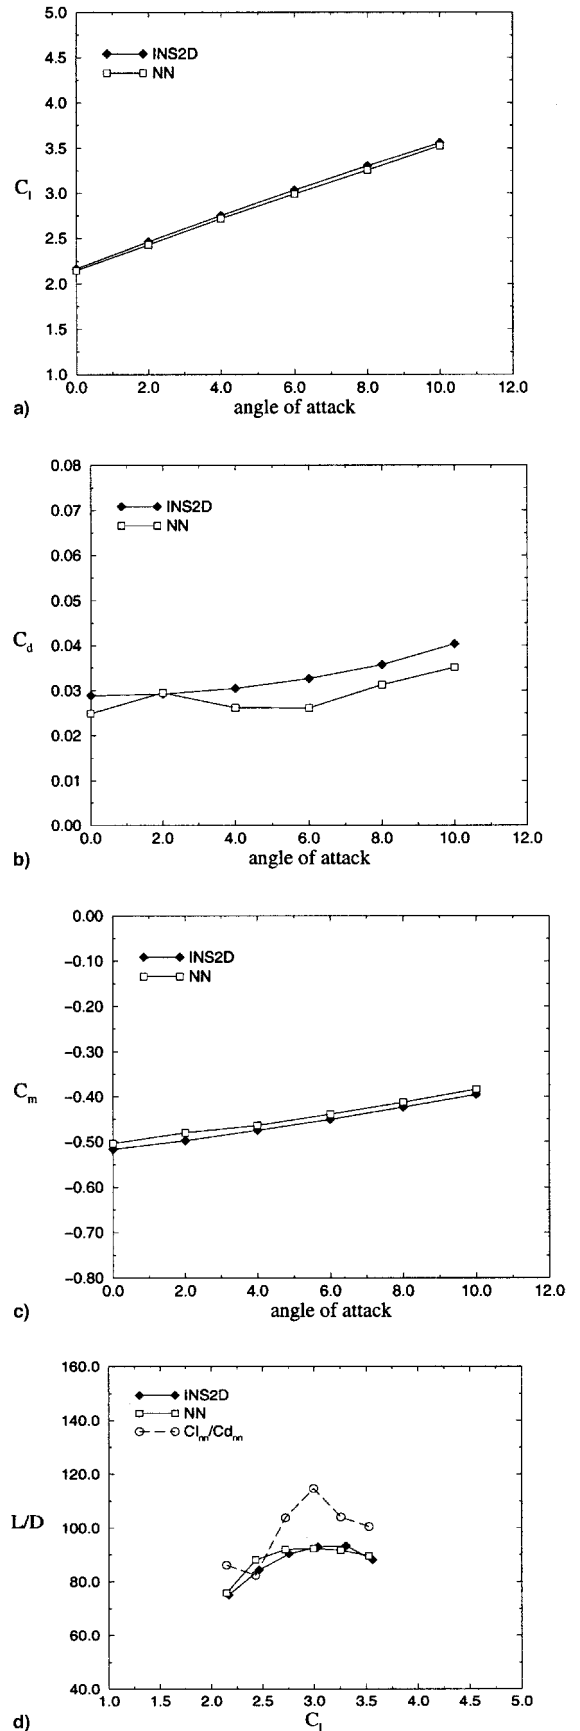 5.0
4.5
4.0
3.5
3.0
2.5
2.0
1.5
1.0
C_l
INS2D
NN
0.0 2.0 4.0 6.0 8.0 10.0 12.0
angle of attack
a)
0.08
0.07
0.06
0.05
0.04
0.03
0.02
0.01
0.00
C_d
INS2D
NN
0.0 2.0 4.0 6.0 8.0 10.0 12.0
angle of attack
b)
0.00
−0.10
−0.20
−0.30
−0.40
−0.50
−0.60
−0.70
−0.80
C_m
INS2D
NN
0.0 2.0 4.0 6.0 8.0 10.0 12.0
angle of attack
c)
160.0
140.0
120.0
100.0
80.0
60.0
40.0
L/D
INS2D
NN
Cl_nn/Cd_nn
1.0 1.5 2.0 2.5 3.0 3.5 4.0 4.5 5.0
C_l
d)